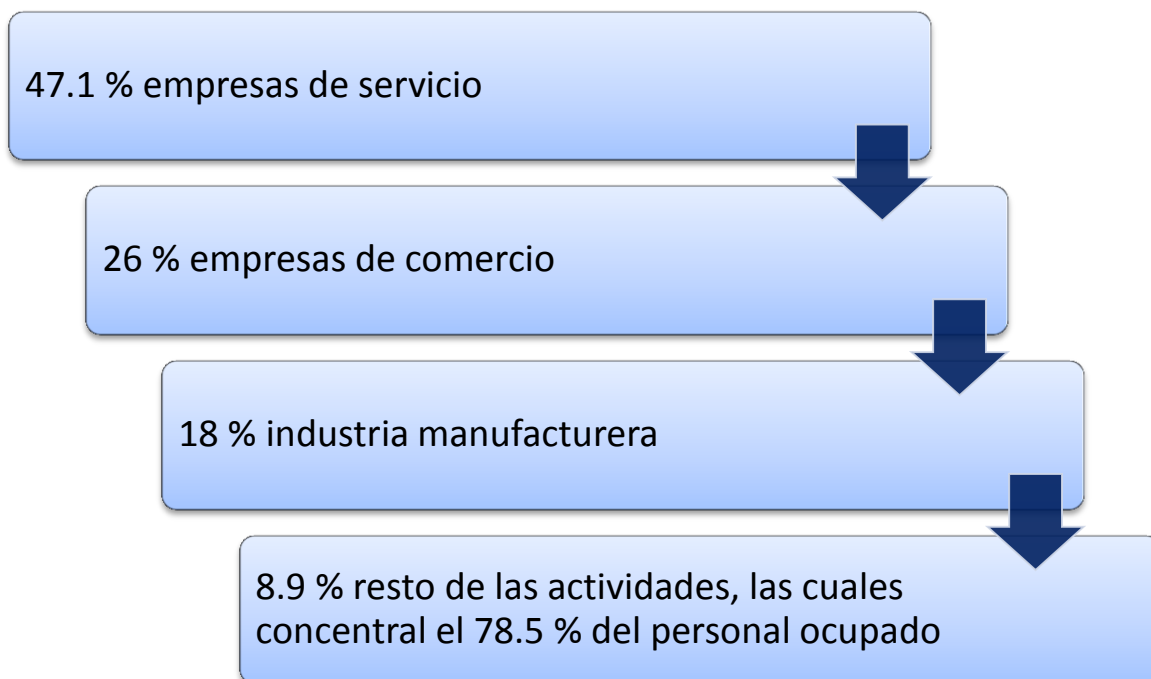 47.1 % empresas de servicio
26 % empresas de comercio
18 % industria manufacturera
8.9 % resto de las actividades, las cuales
concentral el 78.5 % del personal ocupado